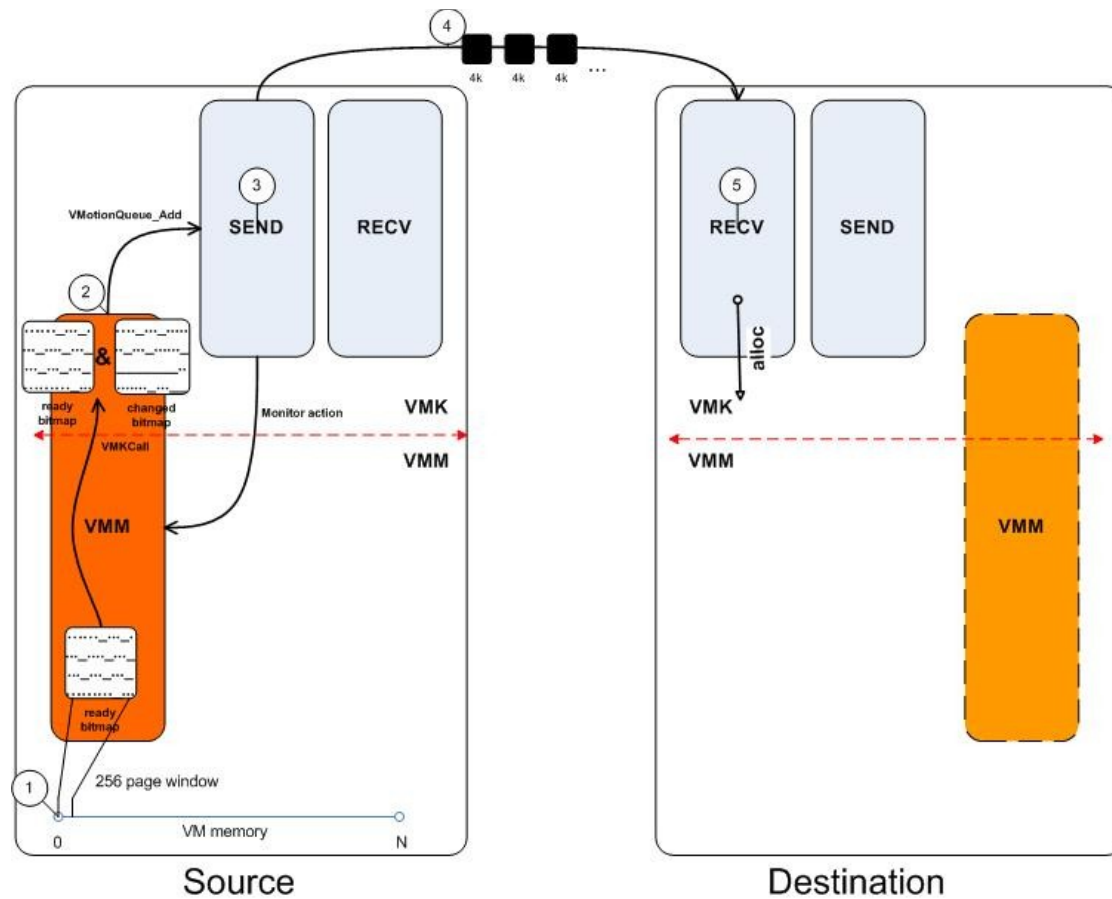 4
4k
4k
4k
...
3
SEND
RECV
VMotionQueue_Add
2
&
ready
bitmap
changed
bitmap
Monitor action
VMK
VMKCall
VMM
VMM
ready
bitmap
1
256 page window
VM memory
0
N
Source
5
RECV
SEND
alloc
VMK
VMM
VMM
Destination